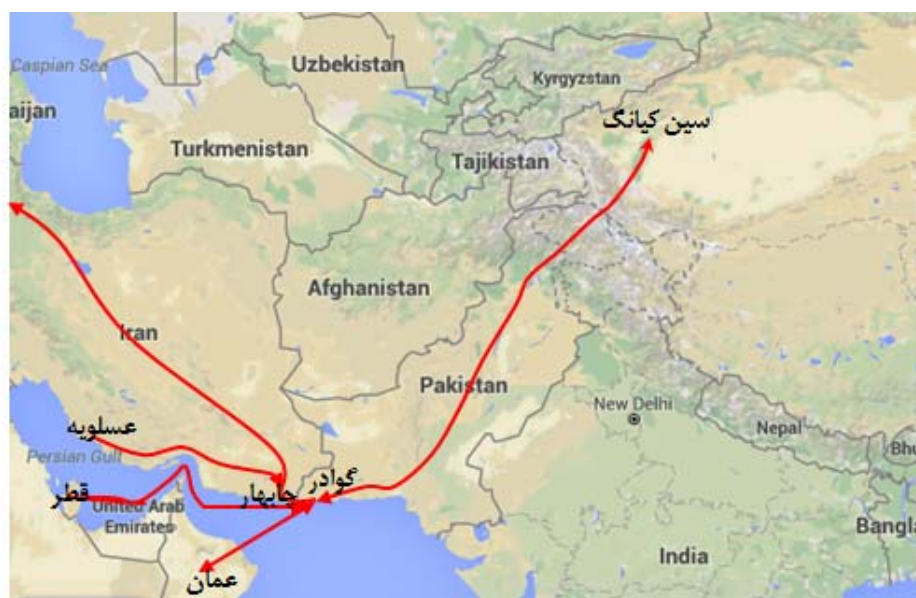 Caspian Sea
Uzbekistan
Kyrgyzstan
aijan
سین کیانگ
Turkmenistan
Tajikistan
Afghanistan
Iran
Pakistan
New Delhi
Nepal
Bhu
عسلویه
Persian Gulf
گوادر
چابهار
قطر
United Arab
Emirates
Bangla
India
عمان